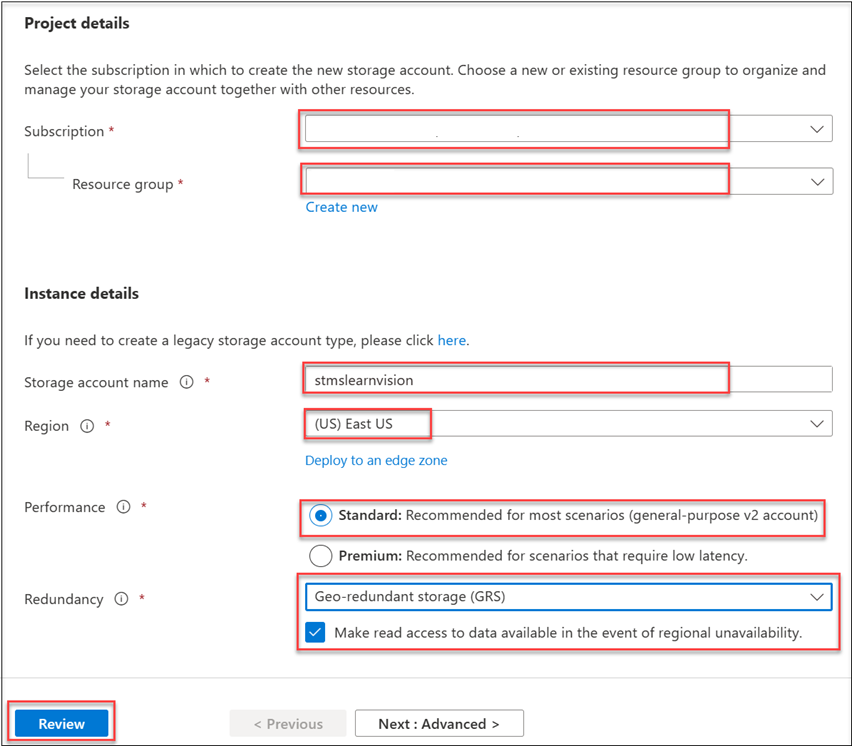 Project details
Select the subscription in which to create the new storage account. Choose a new or existing resource group to organize and
manage your storage account together with other resources.
Subscription *
Resource group *
Create new
Instance details
If you need to create a legacy storage account type, please click here.
Storage account name * stmslearnvision
Region * (US) East US
Deploy to an edge zone
Performance * Standard: Recommended for most scenarios (general-purpose v2 account)
Premium: Recommended for scenarios that require low latency.
Redundancy * Geo-redundant storage (GRS)
Make read access to data available in the event of regional unavailability.
Review < Previous Next : Advanced >